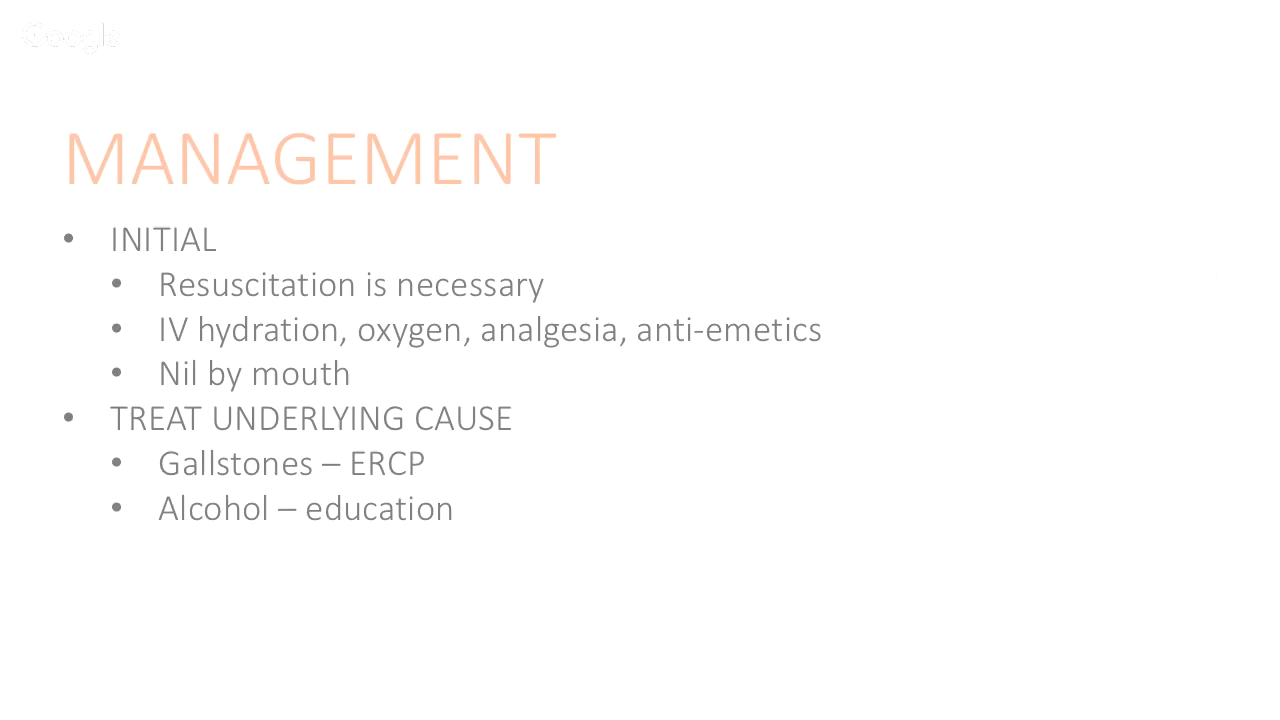 Google
MANAGEMENT
• INITIAL
• Resuscitation is necessary
• IV hydration, oxygen, analgesia, anti-emetics
• Nil by mouth
• TREAT UNDERLYING CAUSE
• Gallstones – ERCP
• Alcohol – education